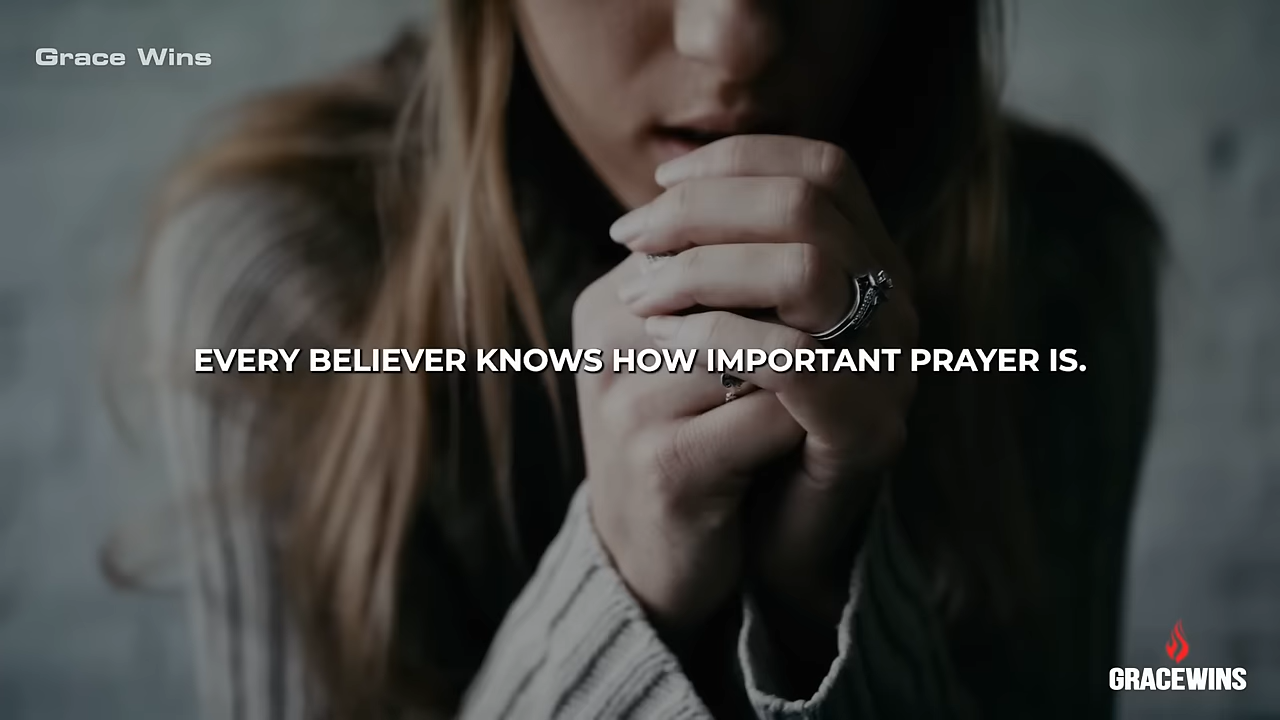 Grace Wins
EVERY BELIEVER KNOWS HOW IMPORTANT PRAYER IS.
GRACEWINS